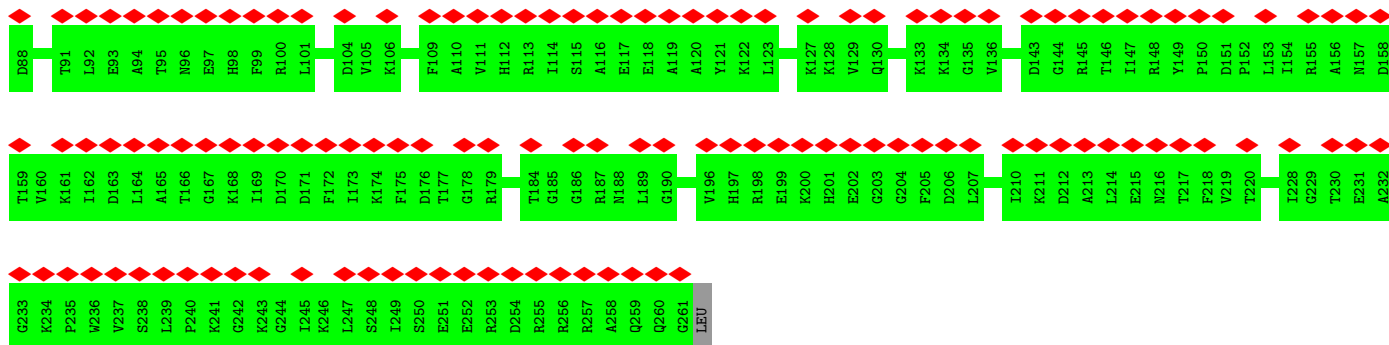 D88 T91 L92 E93 A94 T95 N96 E97 H98 F99 R100 L101 D104 V105 K106 F109 A110 V111 H112 R113 I114 S115 A116 E117 E118 A119 A120 Y121 K122 L123 K127 K128 V129 Q130 K133 K134 G135 V136 D143 G144 R145 T146 I147 R148 Y149 P150 D151 P152 L153 I154 R155 A156 N157 D158
T159 V160 K161 I162 D163 L164 A165 T166 G167 K168 I169 D170 D171 F172 I173 K174 F175 D176 T177 G178 R179 T184 G185 G186 R187 N188 L189 G190 V196 H197 R198 E199 K200 H201 E202 G203 G204 F205 D206 L207 I210 K211 D212 A213 L214 E215 N216 T217 F218 V219 T220 I228 G229 T230 E231 A232
G233 K234 P235 W236 V237 S238 L239 P240 K241 G242 K243 G244 I245 K246 L247 S248 I249 S250 E251 E252 R253 D254 R255 R256 R257 A258 Q259 Q260 G261 LEU